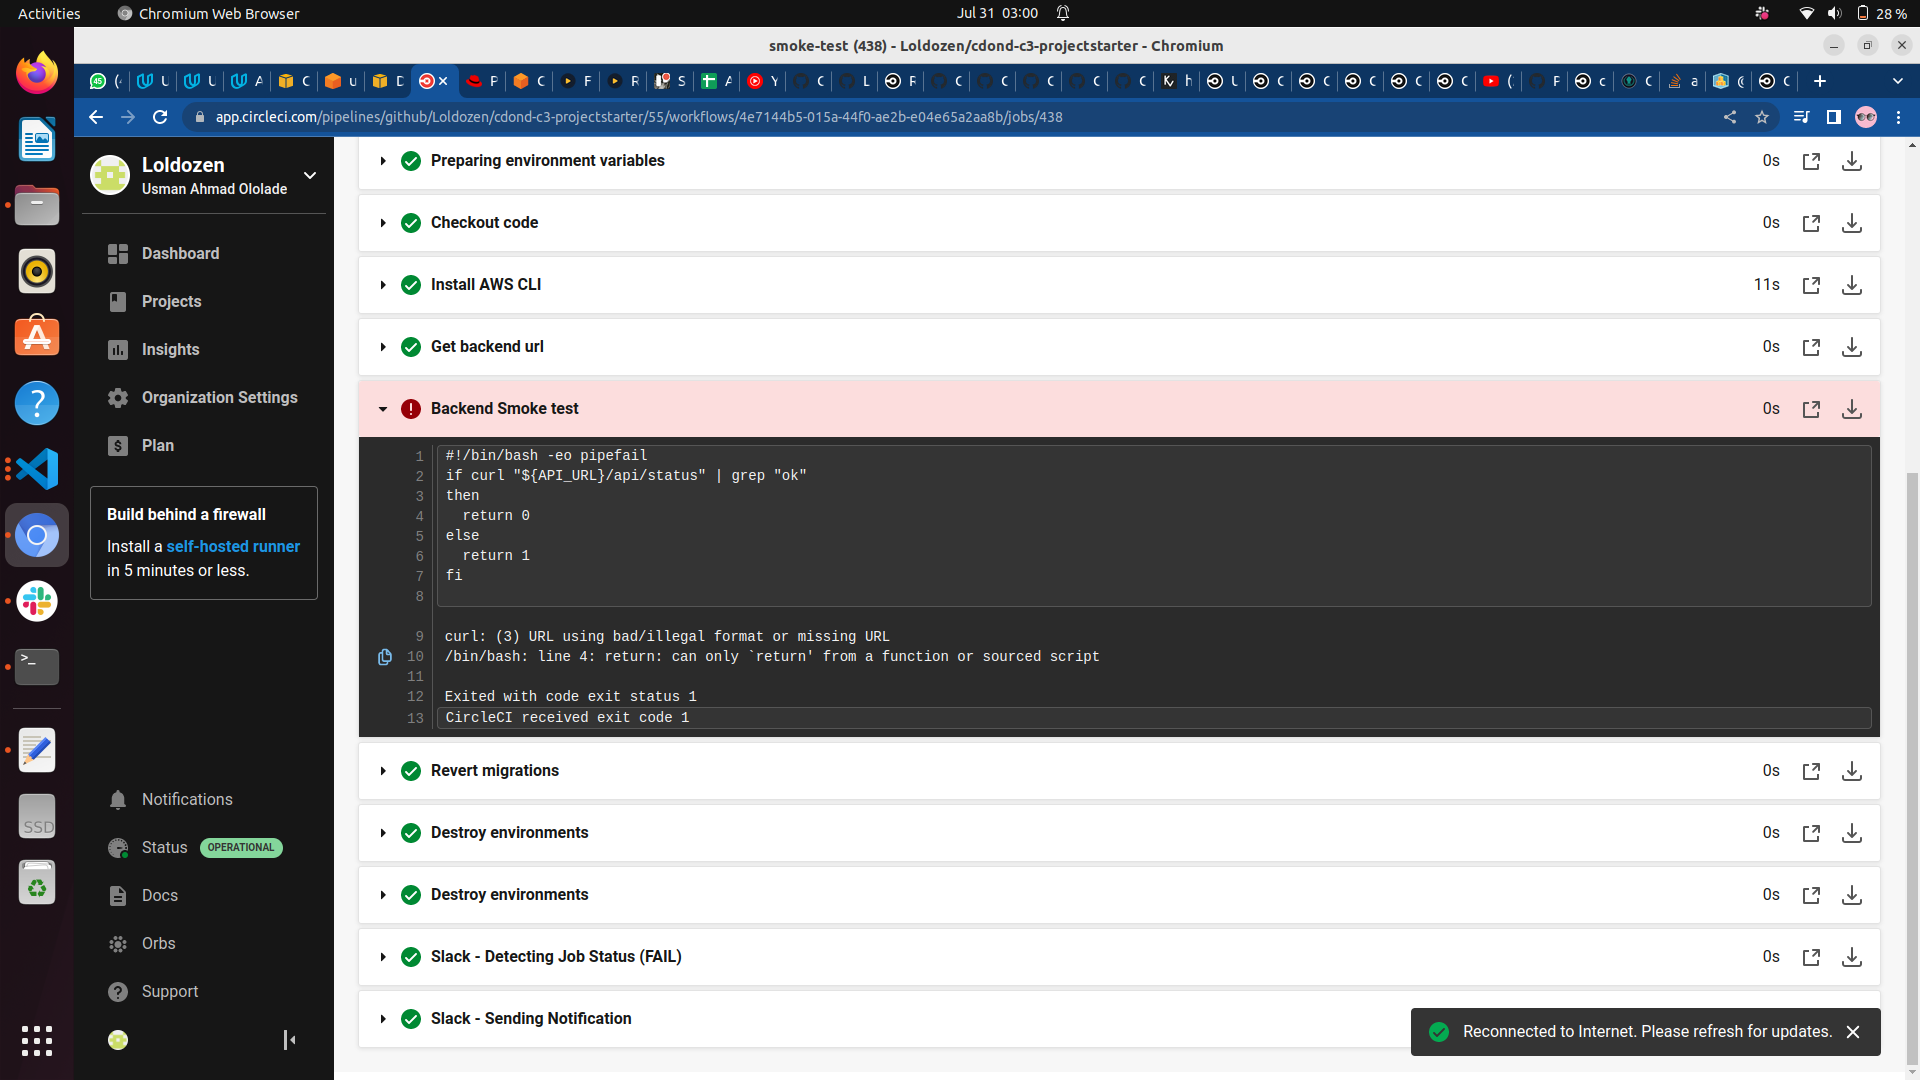 Activities
Chromium Web Browser
Jul 31 03:00
28 %
smoke-test (438) - Loldozen/cdond-c3-projectstarter - Chromium
app.circleci.com/pipelines/github/Loldozen/cdond-c3-projectstarter/55/workflows/4e7144b5-015a-44f0-ae2b-e04e65a2aa8b/jobs/438
Loldozen
Usman Ahmad Ololade
Dashboard
Projects
Insights
Organization Settings
Plan
Build behind a firewall
Install a self-hosted runner
in 5 minutes or less.
Notifications
Status OPERATIONAL
Docs
Orbs
Support
SSD
Preparing environment variables 0s
Checkout code 0s
Install AWS CLI 11s
Get backend url 0s
Backend Smoke test 0s
1 #!/bin/bash -eo pipefail
2 if curl "${API_URL}/api/status" | grep "ok"
3 then
4   return 0
5 else
6   return 1
7 fi
8
9 curl: (3) URL using bad/illegal format or missing URL
10 /bin/bash: line 4: return: can only `return' from a function or sourced script
11
12 Exited with code exit status 1
13 CircleCI received exit code 1
Revert migrations 0s
Destroy environments 0s
Destroy environments 0s
Slack - Detecting Job Status (FAIL) 0s
Slack - Sending Notification
Reconnected to Internet. Please refresh for updates.